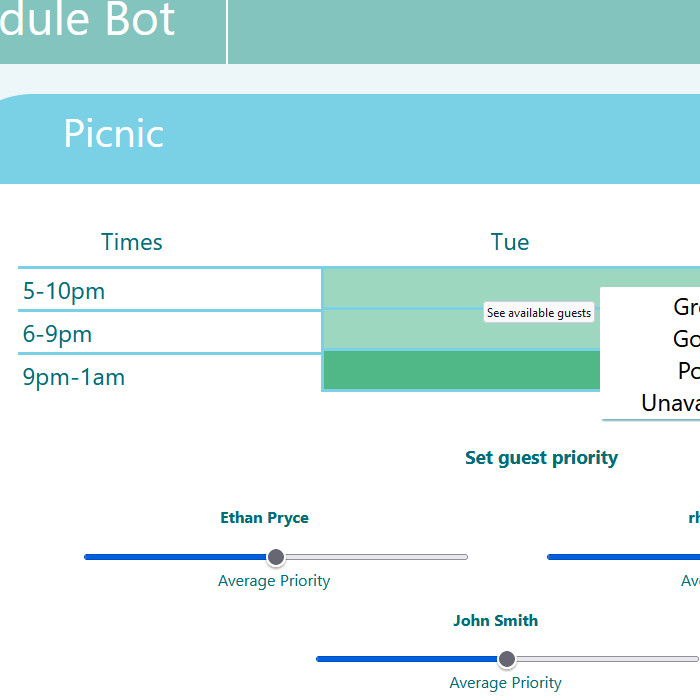 dule Bot
Picnic
Times Tue
5-10pm
See available guests
6-9pm
9pm-1am
Gr
Go
Po
Unava
Set guest priority
Ethan Pryce
rh
Average Priority
Av
John Smith
Average Priority